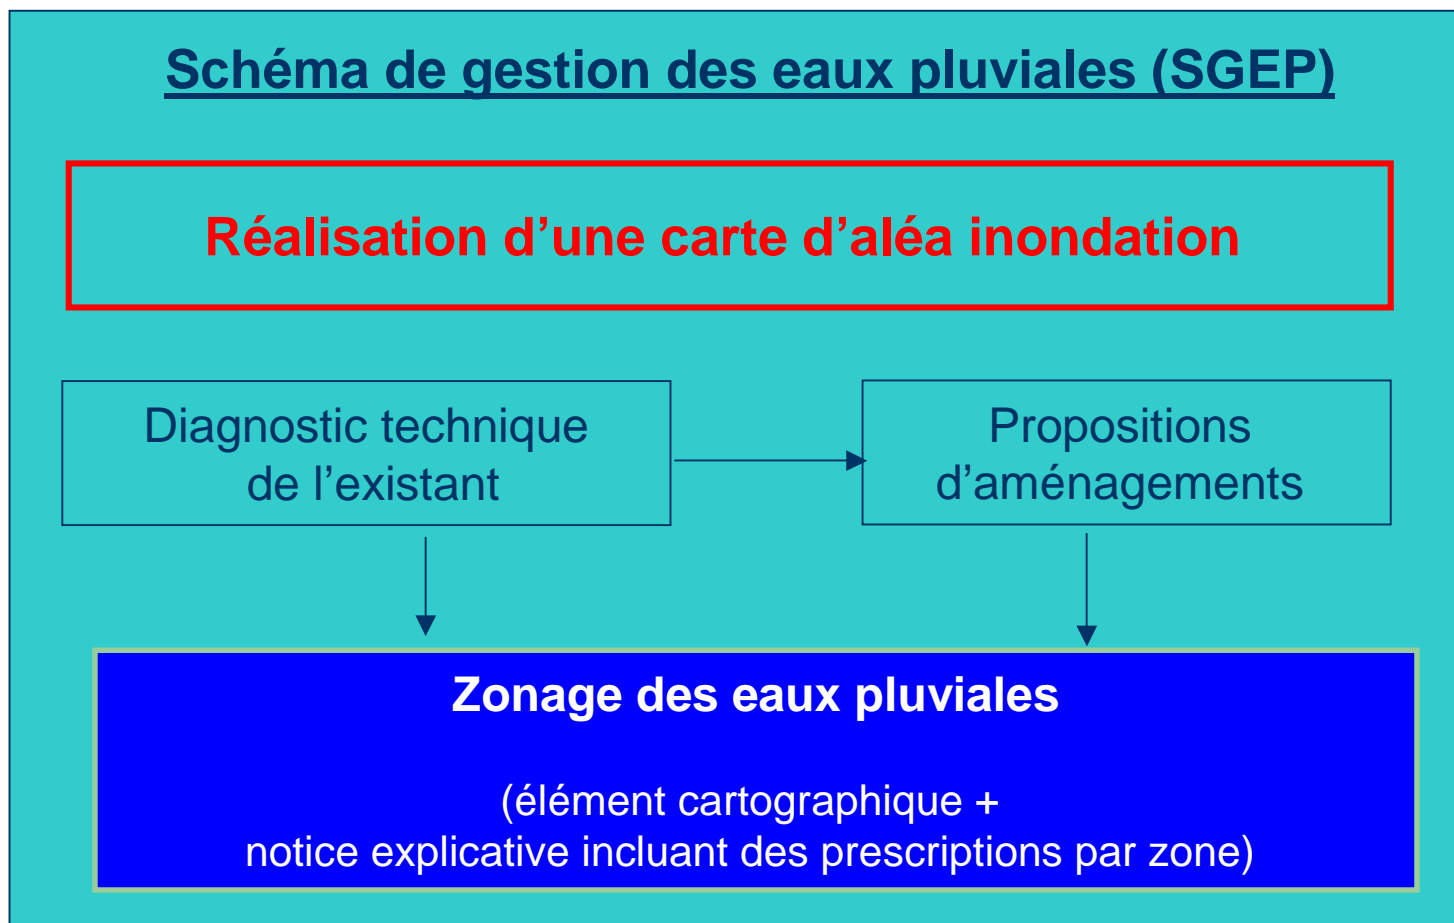 Schéma de gestion des eaux pluviales (SGEP)
Réalisation d’une carte d’aléa inondation
Diagnostic technique
de l’existant
Propositions
d’aménagements
Zonage des eaux pluviales
(élément cartographique +
notice explicative incluant des prescriptions par zone)